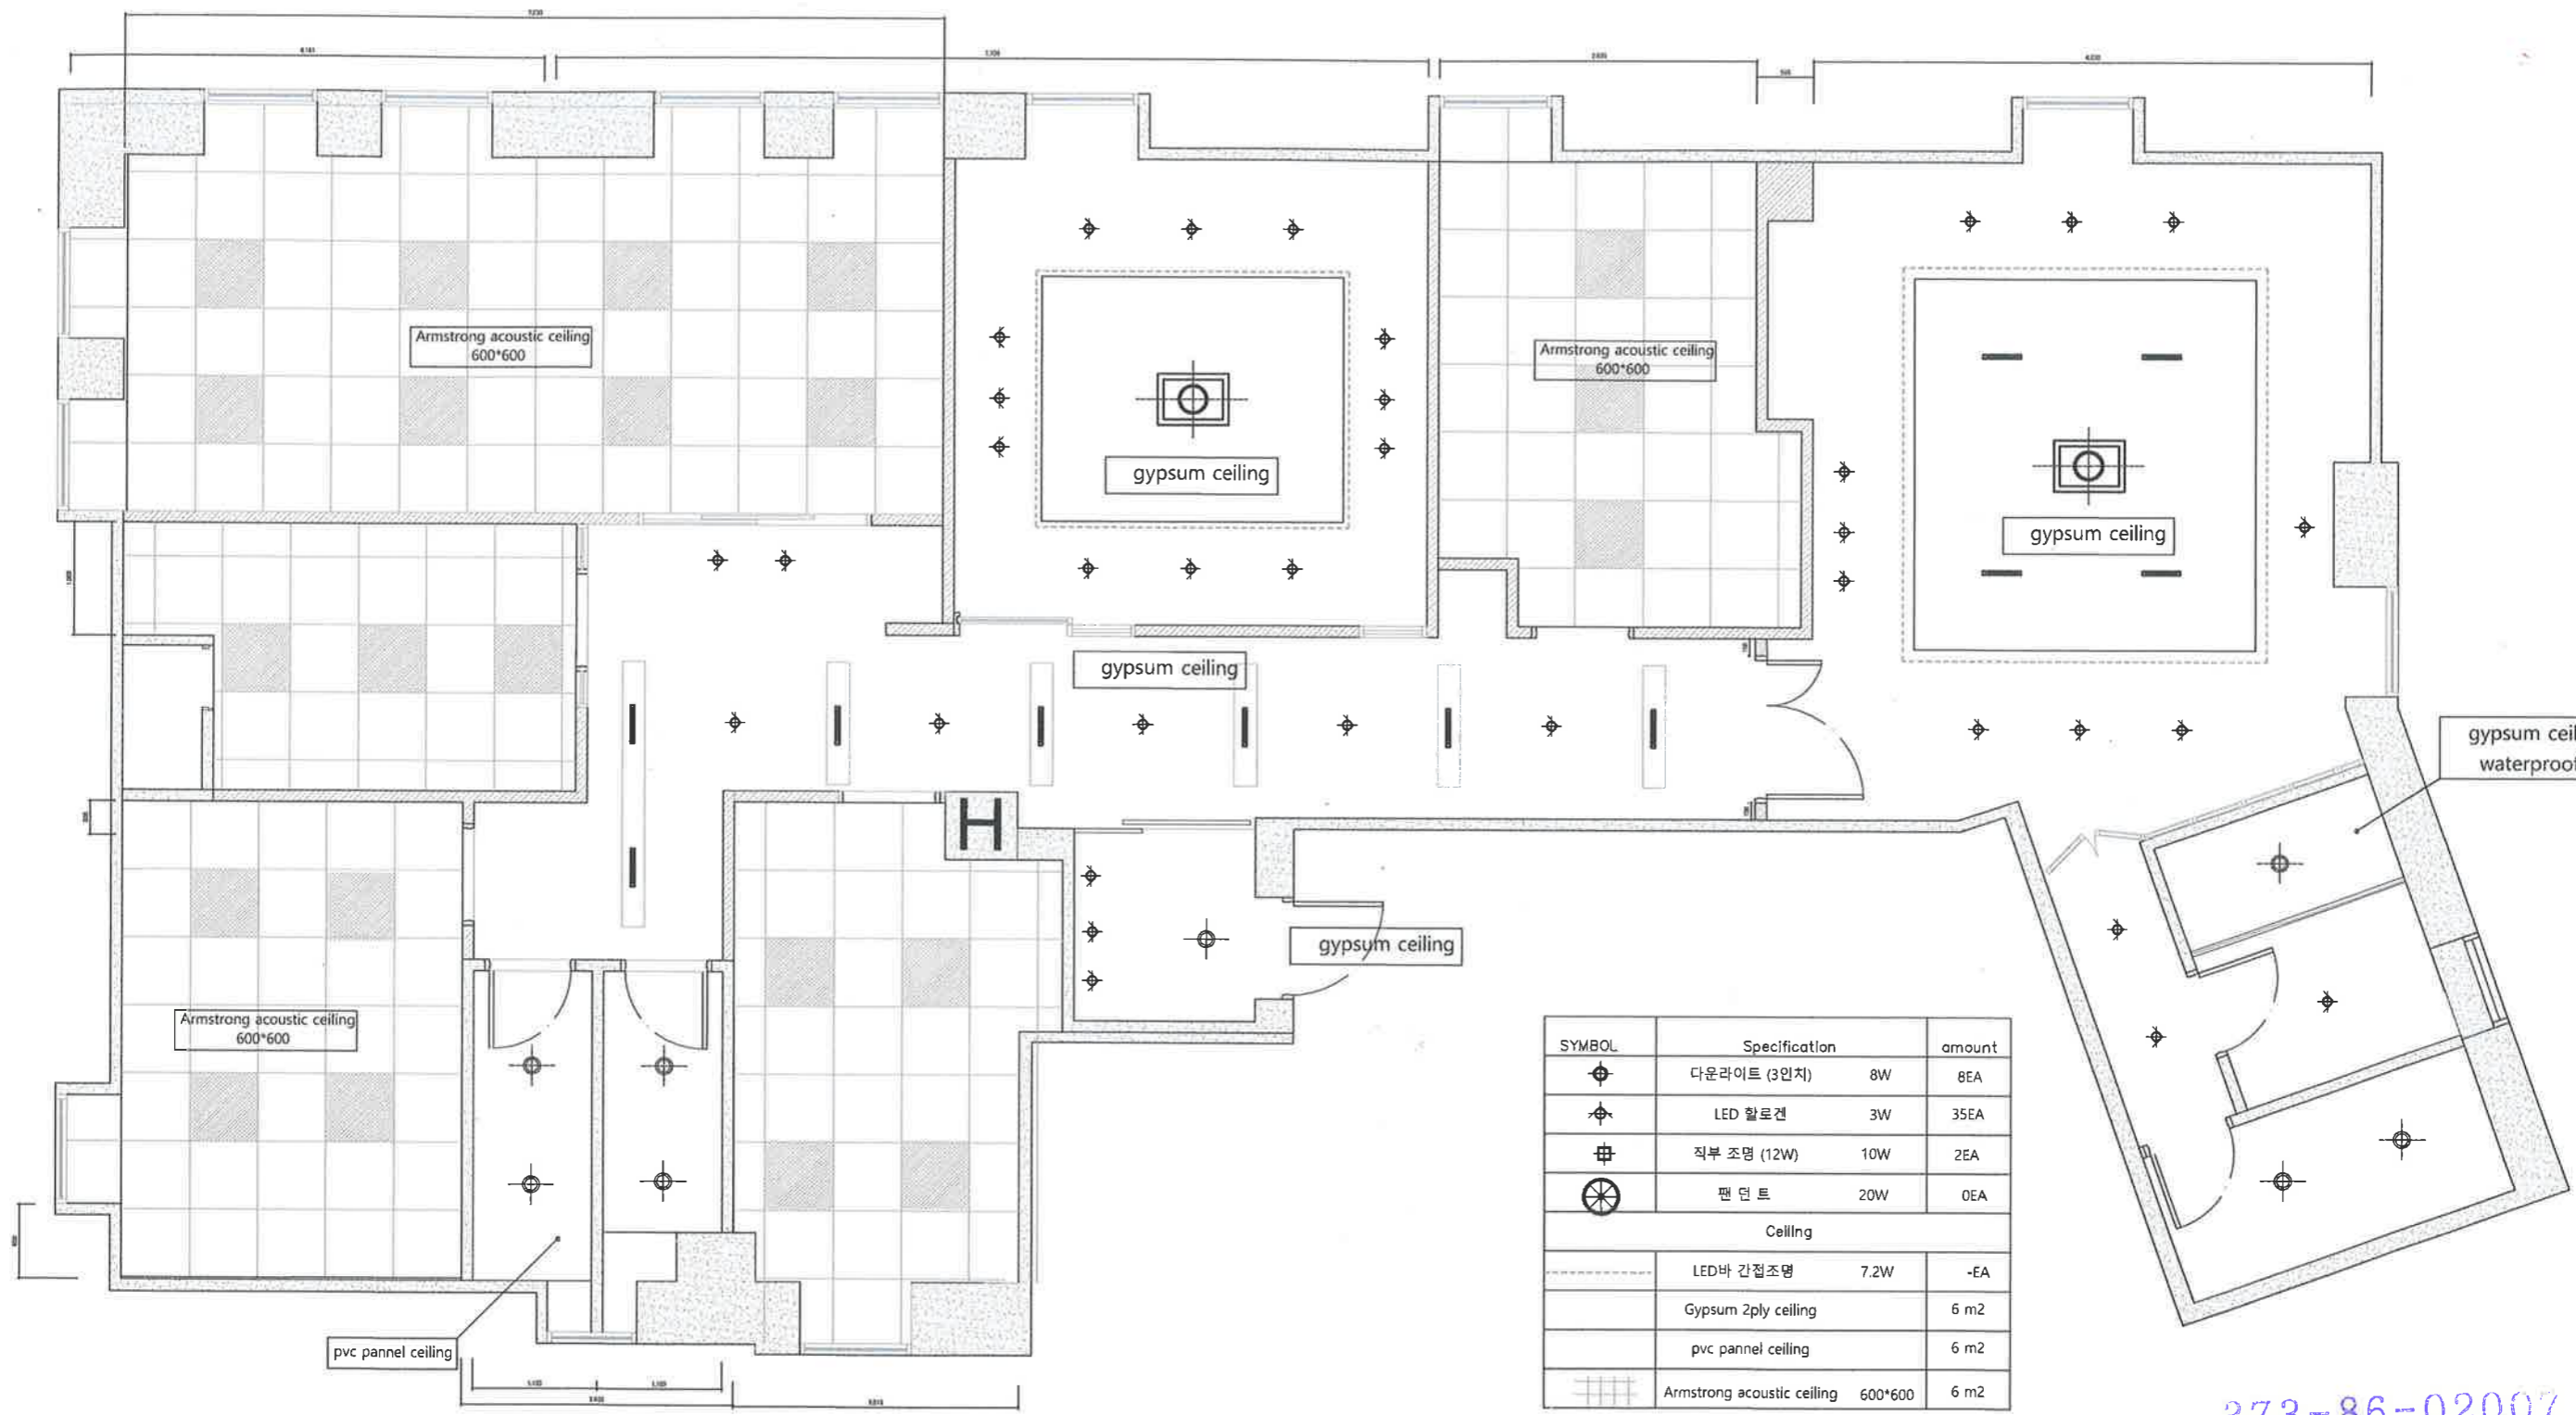 Armstrong acoustic ceiling
600*600
gypsum ceiling
Armstrong acoustic ceiling
600*600
gypsum ceiling
gypsum ceiling
gypsum ceil
waterproof
H
gypsum ceiling
Armstrong acoustic ceiling
600*600
pvc pannel ceiling
SYMBOL Specification amount
다운라이트 (3인치) 8W 8EA
LED 할로겐 3W 35EA
직부 조명 (12W) 10W 2EA
팬 던 트 20W 0EA
Ceiling
LED바 간접조명 7.2W -EA
Gypsum 2ply ceiling 6 m2
pvc pannel ceiling 6 m2
Armstrong acoustic ceiling 600*600 6 m2
373-86-02007